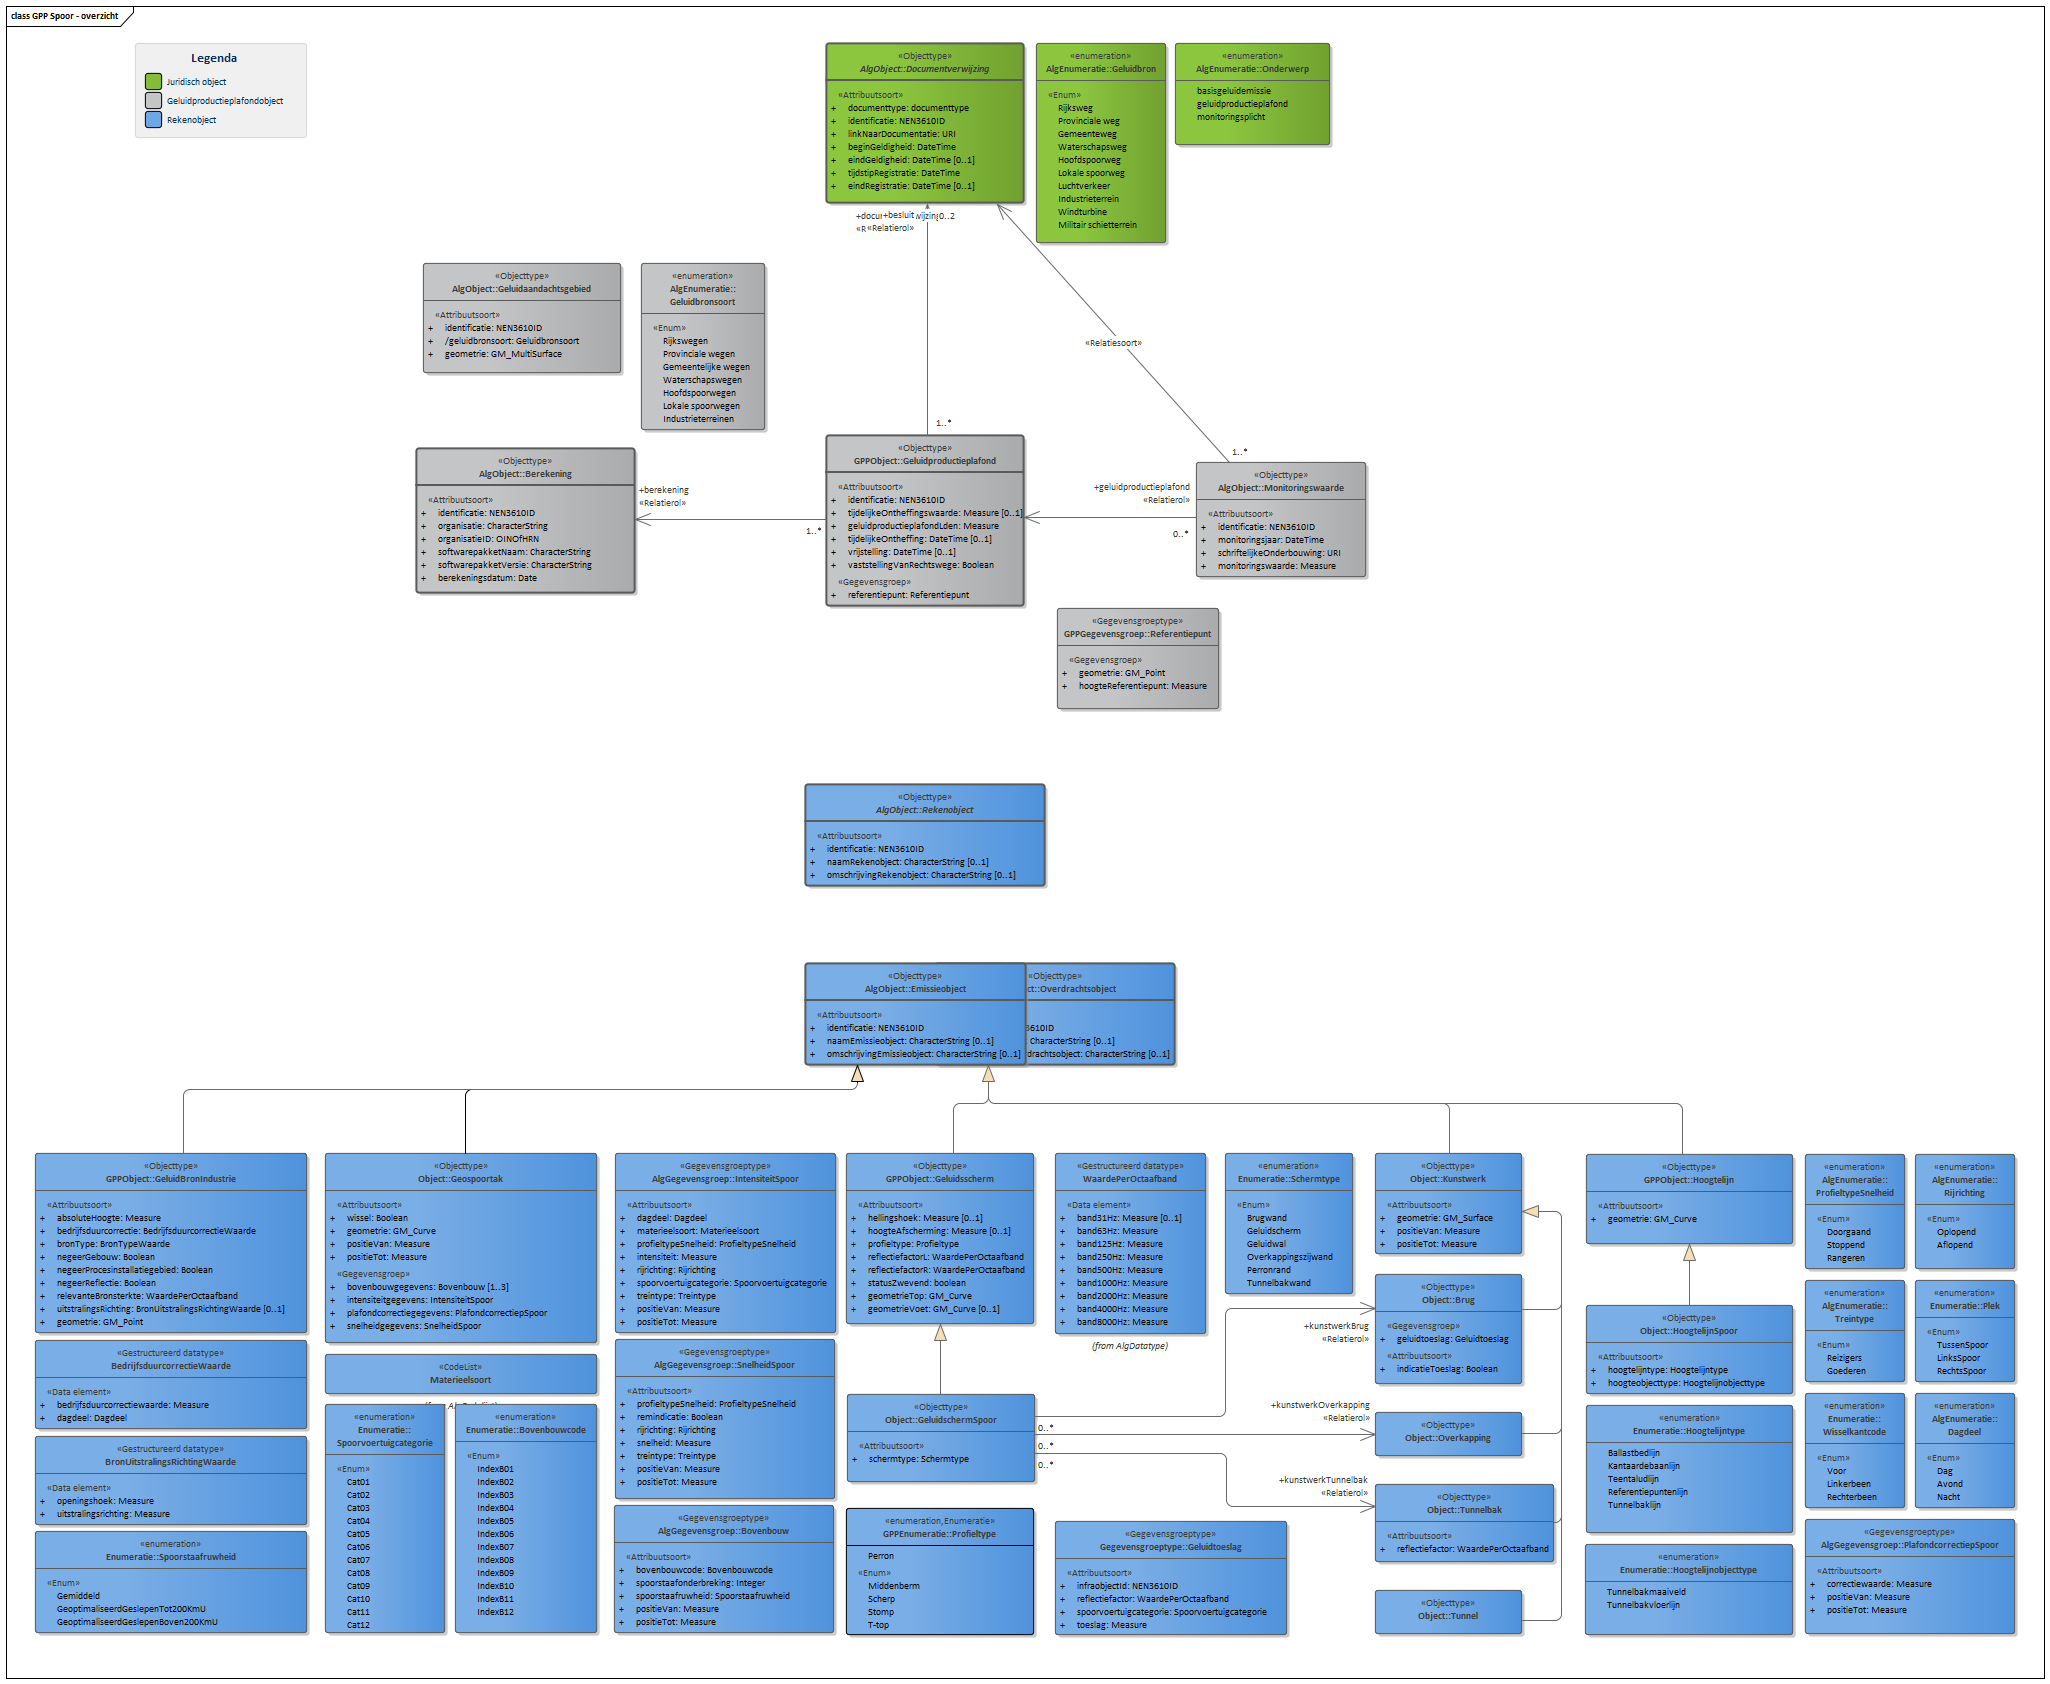 class GPP Spoor - overzicht
Legenda
Juridisch object
Geluidproductieplafondobject
Rekenobject
«Objecttype»
AlgObject::Documentverwijzing
«Attribuutsoort»
+ documenttype: documenttype
+ identificatie: NEN3610ID
+ linkNaarDocumentatie: URI
+ beginGeldigheid: DateTime
+ eindGeldigheid: DateTime [0..1]
+ tijdstipRegistratie: DateTime
+ eindRegistratie: DateTime [0..1]
«enumeration»
AlgEnumeratie::Geluidbron
«Enum»
Rijksweg
Provinciale weg
Gemeenteweg
Waterschapsweg
Hoofdspoorweg
Lokale spoorweg
Luchtverkeer
Industrieterrein
Windturbine
Militair schietterrein
«enumeration»
AlgEnumeratie::Onderwerp
basisgeluidemissie
geluidproductieplafond
monitoringsplicht
+besluit
0..2
«Relatierol»
«Objecttype»
AlgObject::Geluidaandachtsgebied
«Attribuutsoort»
+ identificatie: NEN3610ID
+ /geluidbronsoort: Geluidbronsoort
+ geometrie: GM_MultiSurface
«enumeration»
AlgEnumeratie::
Geluidbronsoort
«Enum»
Rijkswegen
Provinciale wegen
Gemeentelijke wegen
Waterschapswegen
Hoofdspoorwegen
Lokale spoorwegen
Industrieterreinen
«Relatiesoort»
1..*
1..*
«Objecttype»
AlgObject::Berekening
«Attribuutsoort»
+ identificatie: NEN3610ID
+ organisatie: CharacterString
+ organisatieID: OINOfHRN
+ softwarepakketNaam: CharacterString
+ softwarepakketVersie: CharacterString
+ berekeningsdatum: Date
+berekening
«Relatierol»
1..*
«Objecttype»
GPPObject::Geluidproductieplafond
«Attribuutsoort»
+ identificatie: NEN3610ID
+ tijdelijkeOntheffingswaarde: Measure [0..1]
+ geluidproductieplafondLden: Measure
+ tijdelijkeOntheffing: DateTime [0..1]
+ vrijstelling: DateTime [0..1]
+ vaststellingVanRechtswege: Boolean
«Gegevensgroep»
+ referentiepunt: Referentiepunt
+geluidproductieplafond
«Relatierol»
0..*
«Objecttype»
AlgObject::Monitoringswaarde
«Attribuutsoort»
+ identificatie: NEN3610ID
+ monitoringsjaar: DateTime
+ schriftelijkeOnderbouwing: URI
+ monitoringswaarde: Measure
«Gegevensgroeptype»
GPPGegevensgroep::Referentiepunt
«Gegevensgroep»
+ geometrie: GM_Point
+ hoogteReferentiepunt: Measure
«Objecttype»
AlgObject::Rekenobject
«Attribuutsoort»
+ identificatie: NEN3610ID
+ naamRekenobject: CharacterString [0..1]
+ omschrijvingRekenobject: CharacterString [0..1]
«Objecttype»
AlgObject::Emissieobject
«Attribuutsoort»
+ identificatie: NEN3610ID
+ naamEmissieobject: CharacterString [0..1]
+ omschrijvingEmissieobject: CharacterString [0..1]
«Objecttype»
ct::Overdrachtsobject
3610ID
CharacterString [0..1]
drachtsobject: CharacterString [0..1]
«Objecttype»
GPPObject::GeluidBronIndustrie
«Attribuutsoort»
+ absoluteHoogte: Measure
+ bedrijfsduurcorrectie: BedrijfsduurcorrectieWaarde
+ bronType: BronTypeWaarde
+ negeerGebouw: Boolean
+ negeerProcesinstallatiegebied: Boolean
+ negeerReflectie: Boolean
+ relevanteBronsterkte: WaardePerOctaafband
+ uitstralingsRichting: BronUitstralingsRichtingWaarde [0..1]
+ geometrie: GM_Point
«Gestructureerd datatype»
BedrijfsduurcorrectieWaarde
«Data element»
+ bedrijfsduurcorrectiewaarde: Measure
+ dagdeel: Dagdeel
«Gestructureerd datatype»
BronUitstralingsRichtingWaarde
«Data element»
+ openingshoek: Measure
+ uitstralingsrichting: Measure
«enumeration»
Enumeratie::Spoorstaafruwheid
«Enum»
Gemiddeld
GeoptimaliseerdGeslepenTot200KmU
GeoptimaliseerdGeslepenBoven200KmU
«Objecttype»
Object::Geospoortak
«Attribuutsoort»
+ wissel: Boolean
+ geometrie: GM_Curve
+ positieVan: Measure
+ positieTot: Measure
«Gegevensgroep»
+ bovenbouwgegevens: Bovenbouw [1..3]
+ intensiteitgegevens: IntensiteitSpoor
+ plafondcorrectiegegevens: PlafondcorrectiepSpoor
+ snelheidgegevens: SnelheidSpoor
«CodeList»
Materieelsoort
«enumeration»
Enumeratie::
Spoorvoertuigcategorie
«Enum»
Cat01
Cat02
Cat03
Cat04
Cat05
Cat06
Cat07
Cat08
Cat09
Cat10
Cat11
Cat12
«enumeration»
Enumeratie::Bovenbouwcode
«Enum»
IndexB01
IndexB02
IndexB03
IndexB04
IndexB05
IndexB06
IndexB07
IndexB08
IndexB09
IndexB10
IndexB11
IndexB12
«Gegevensgroeptype»
AlgGegevensgroep::IntensiteitSpoor
«Attribuutsoort»
+ dagdeel: Dagdeel
+ materieelsoort: Materieelsoort
+ profieltypeSnelheid: ProfieltypeSnelheid
+ intensiteit: Measure
+ rijrichting: Rijrichting
+ spoorvoertuigcategorie: Spoorvoertuigcategorie
+ treintype: Treintype
+ positieVan: Measure
+ positieTot: Measure
«Gegevensgroeptype»
AlgGegevensgroep::SnelheidSpoor
«Attribuutsoort»
+ profieltypeSnelheid: ProfieltypeSnelheid
+ remindicatie: Boolean
+ rijrichting: Rijrichting
+ snelheid: Measure
+ treintype: Treintype
+ positieVan: Measure
+ positieTot: Measure
«Gegevensgroeptype»
AlgGegevensgroep::Bovenbouw
«Attribuutsoort»
+ bovenbouwcode: Bovenbouwcode
+ spoorstaafonderbreking: Integer
+ spoorstaafruwheid: Spoorstaafruwheid
+ positieVan: Measure
+ positieTot: Measure
«Objecttype»
GPPObject::Geluidsscherm
«Attribuutsoort»
+ hellingshoek: Measure [0..1]
+ hoogteAfscherming: Measure [0..1]
+ profieltype: Profieltype
+ reflectiefactorL: WaardePerOctaafband
+ reflectiefactorR: WaardePerOctaafband
+ statusZwevend: boolean
+ geometrieTop: GM_Curve
+ geometrieVoet: GM_Curve [0..1]
«Objecttype»
Object::GeluidschermSpoor
«Attribuutsoort»
+ schermtype: Schermtype
0..*
0..*
0..*
«enumeration,Enumeratie»
GPPEnumeratie::Profieltype
Perron
«Enum»
Middenberm
Scherp
Stomp
T-top
«Gestructureerd datatype»
WaardePerOctaafband
«Data element»
+ band31Hz: Measure [0..1]
+ band63Hz: Measure
+ band125Hz: Measure
+ band250Hz: Measure
+ band500Hz: Measure
+ band1000Hz: Measure
+ band2000Hz: Measure
+ band4000Hz: Measure
+ band8000Hz: Measure
(from AlgDatatype)
«enumeration»
Enumeratie::Schermtype
«Enum»
Brugwand
Geluidscherm
Geluidwal
Overkappingszijwand
Perronrand
Tunnelbakwand
+kunstwerkBrug
«Relatierol»
+kunstwerkOverkapping
«Relatierol»
+kunstwerkTunnelbak
«Relatierol»
«Gegevensgroeptype»
Gegevensgroeptype::Geluidtoeslag
«Attribuutsoort»
+ infraobjectId: NEN3610ID
+ reflectiefactor: WaardePerOctaafband
+ spoorvoertuigcategorie: Spoorvoertuigcategorie
+ toeslag: Measure
«Objecttype»
Object::Kunstwerk
«Attribuutsoort»
+ geometrie: GM_Surface
+ positieVan: Measure
+ positieTot: Measure
«Objecttype»
Object::Brug
«Gegevensgroep»
+ geluidtoeslag: Geluidtoeslag
«Attribuutsoort»
+ indicatieToeslag: Boolean
«Objecttype»
Object::Overkapping
«Objecttype»
Object::Tunnelbak
«Attribuutsoort»
+ reflectiefactor: WaardePerOctaafband
«Objecttype»
Object::Tunnel
«Objecttype»
GPPObject::Hoogtelijn
«Attribuutsoort»
+ geometrie: GM_Curve
«Objecttype»
Object::HoogtelijnSpoor
«Attribuutsoort»
+ hoogtelijntype: Hoogtelijntype
+ hoogteobjecttype: Hoogtelijnobjecttype
«enumeration»
Enumeratie::Hoogtelijntype
Ballastbedlijn
Kantaardebaanlijn
Teentaludlijn
Referentiepuntenlijn
Tunnelbaklijn
«enumeration»
Enumeratie::Hoogtelijnobjecttype
Tunnelbakmaaiveld
Tunnelbakvloerlijn
«enumeration»
AlgEnumeratie::
ProfieltypeSnelheid
«Enum»
Doorgaand
Stoppend
Rangeren
«enumeration»
AlgEnumeratie::
Rijrichting
«Enum»
Oplopend
Aflopend
«enumeration»
AlgEnumeratie::
Treintype
«Enum»
Reizigers
Goederen
«enumeration»
Enumeratie::Plek
«Enum»
TussenSpoor
LinksSpoor
RechtsSpoor
«enumeration»
Enumeratie::
Wisselkantcode
«Enum»
Voor
Linkerbeen
Rechterbeen
«enumeration»
AlgEnumeratie::
Dagdeel
«Enum»
Dag
Avond
Nacht
«Gegevensgroeptype»
AlgGegevensgroep::PlafondcorrectiepSpoor
«Attribuutsoort»
+ correctiewaarde: Measure
+ positieVan: Measure
+ positieTot: Measure